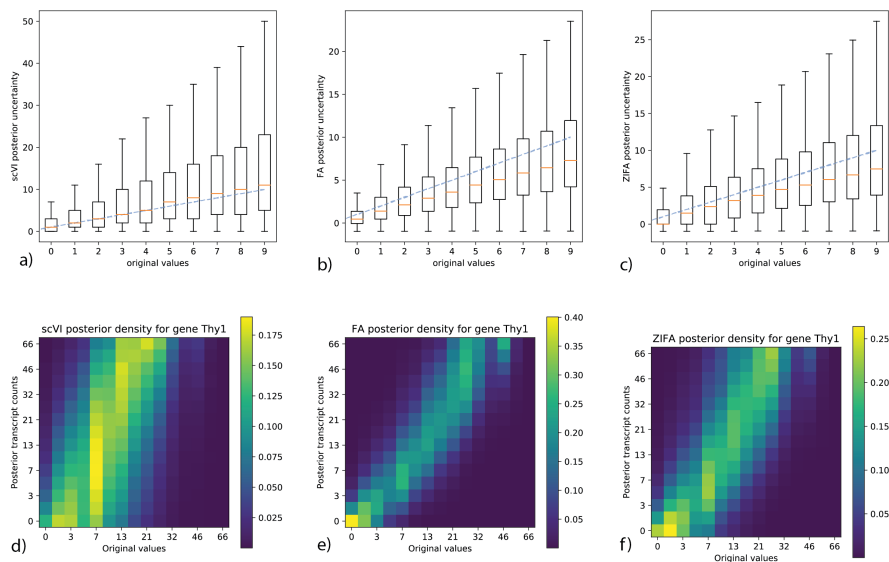 50
40
30
20
10
0
scVI posterior uncertainty
0 1 2 3 4 5 6 7 8 9
original values
a)
20
15
10
5
0
FA posterior uncertainty
0 1 2 3 4 5 6 7 8 9
original values
b)
25
20
15
10
5
0
ZIFA posterior uncertainty
0 1 2 3 4 5 6 7 8 9
original values
c)
scVI posterior density for gene Thy1
66
46
32
21
13
7
3
0
Posterior transcript counts
0 3 7 13 21 32 46 66
Original values
0.175
0.150
0.125
0.100
0.075
0.050
0.025
d)
FA posterior density for gene Thy1
66
46
32
21
13
7
3
0
Posterior transcript counts
0 3 7 13 21 32 46 66
Original values
0.40
0.35
0.30
0.25
0.20
0.15
0.10
0.05
e)
ZIFA posterior density for gene Thy1
66
46
32
21
13
7
3
0
Posterior transcript counts
0 3 7 13 21 32 46 66
Original values
0.25
0.20
0.15
0.10
0.05
f)